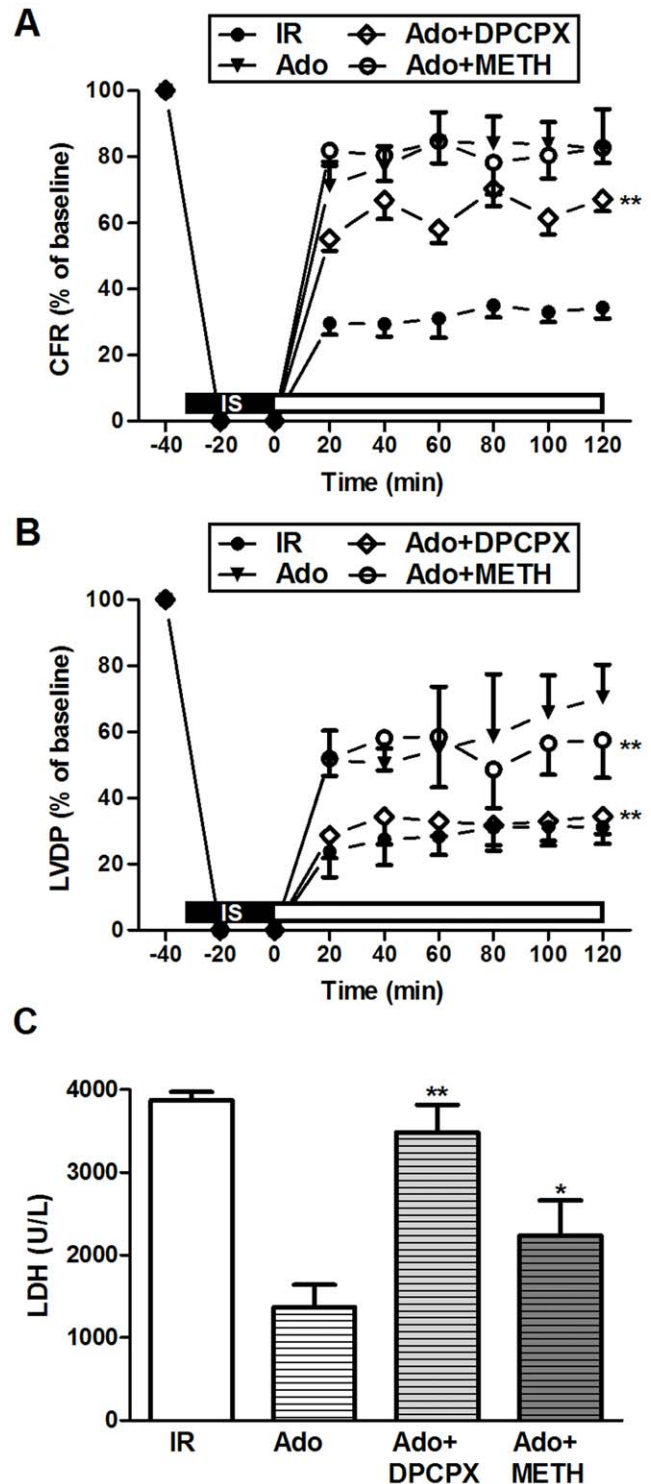 A
IR Ado+DPCPX
Ado Ado+METH
CFR (% of baseline)
100
80
60
40
20
0
IS
**
-40 -20 0 20 40 60 80 100 120
Time (min)
B
IR Ado+DPCPX
Ado Ado+METH
LVDP (% of baseline)
100
80
60
40
20
0
IS
**
**
-40 -20 0 20 40 60 80 100 120
Time (min)
C
LDH (U/L)
4000
3000
2000
1000
0
**
*
IR Ado Ado+ Ado+
DPCPX METH